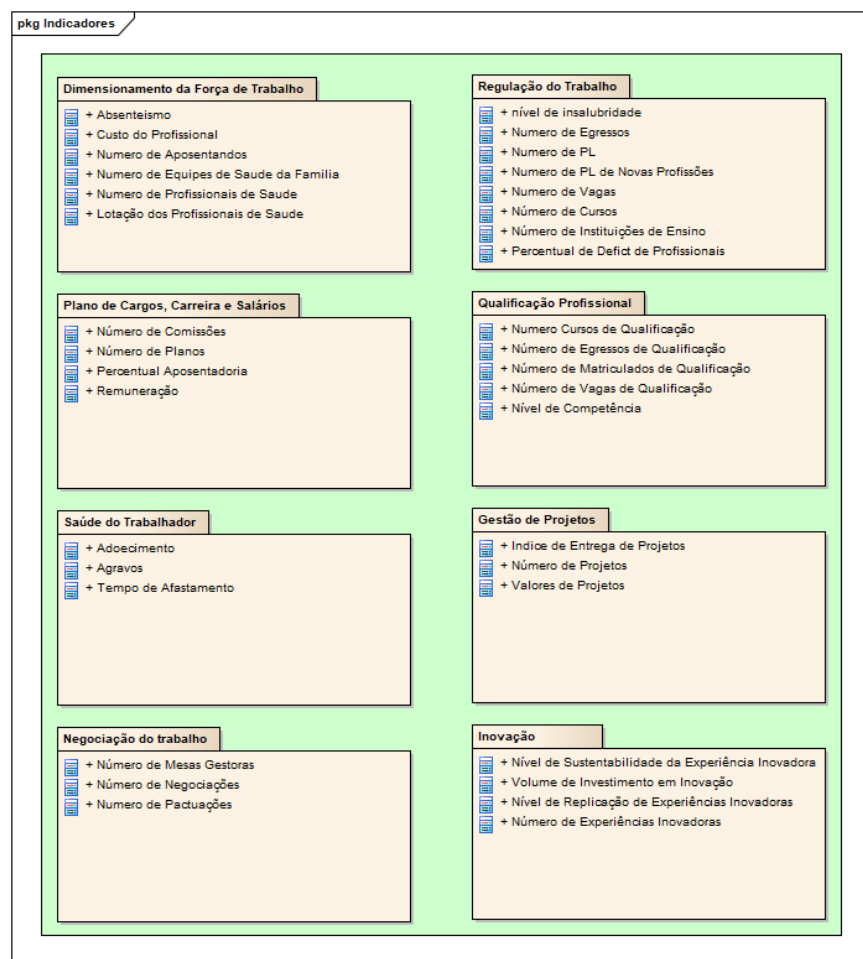 pkg Indicadores
Dimensionamento da Força de Trabalho
+ Absenteismo
+ Custo do Profissional
+ Numero de Aposentandos
+ Numero de Equipes de Saude da Familia
+ Numero de Profissionais de Saude
+ Lotação dos Profissionais de Saude
Regulação do Trabalho
+ nível de insalubridade
+ Numero de Egressos
+ Numero de PL
+ Numero de PL de Novas Profissões
+ Numero de Vagas
+ Número de Cursos
+ Número de Instituições de Ensino
+ Percentual de Defict de Profissionais
Plano de Cargos, Carreira e Salários
+ Número de Comissões
+ Número de Planos
+ Percentual Aposentadoria
+ Remuneração
Qualificação Profissional
+ Numero Cursos de Qualificação
+ Número de Egressos de Qualificação
+ Número de Matriculados de Qualificação
+ Número de Vagas de Qualificação
+ Nível de Competência
Saúde do Trabalhador
+ Adoecimento
+ Agravos
+ Tempo de Afastamento
Gestão de Projetos
+ Indice de Entrega de Projetos
+ Número de Projetos
+ Valores de Projetos
Negociação do trabalho
+ Número de Mesas Gestoras
+ Número de Negociações
+ Numero de Pactuações
Inovação
+ Nível de Sustentabilidade da Experiência Inovadora
+ Volume de Investimento em Inovação
+ Nível de Replicação de Experiências Inovadoras
+ Número de Experiências Inovadoras